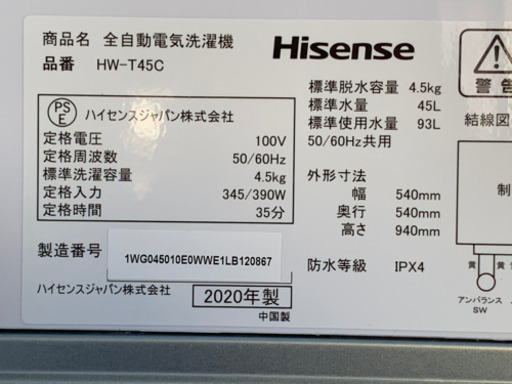 商品名 全自動電気洗濯機
品番 HW-T45C
Hisense
PS
E
ハイセンスジャパン株式会社
定格電圧 100V
定格周波数 50/60Hz
標準洗濯容量 4.5kg
定格入力 345/390W
定格時間 35分
製造番号 1WG045010E0WWE1LB120867
ハイセンスジャパン株式会社 2020年製
中国製
標準脱水容量 4.5kg
標準水量 45L
標準使用水量 93L
50/60Hz共用
外形寸法
幅 540mm
奥行 540mm
高さ 940mm
防水等級 IPX4
警告
結線図
制
黄 黄
アンバランス
SW